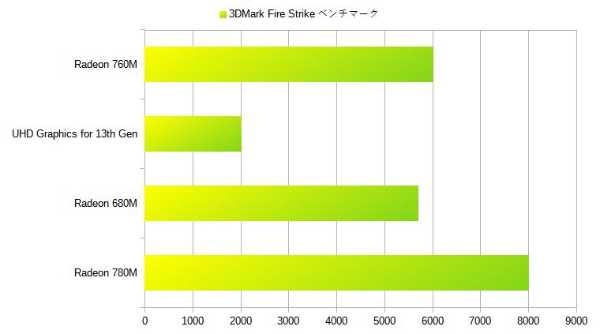 3DMark Fire Strike ベンチマーク
Radeon 760M
UHD Graphics for 13th Gen
Radeon 680M
Radeon 780M
0 1000 2000 3000 4000 5000 6000 7000 8000 9000